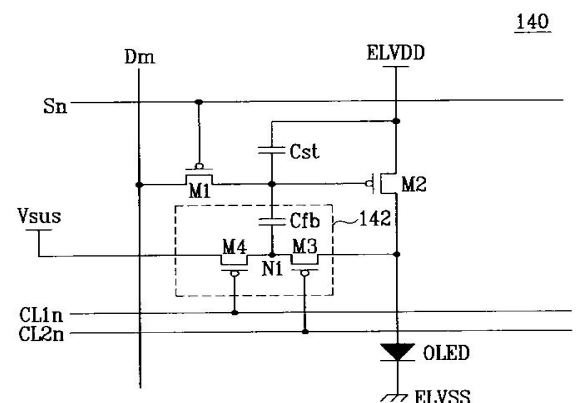 140
Dm
ELVDD
Sn
Cst
M1
M2
Vsus
Cfb
142
M4
M3
N1
CL1n
CL2n
OLED
ELVSS